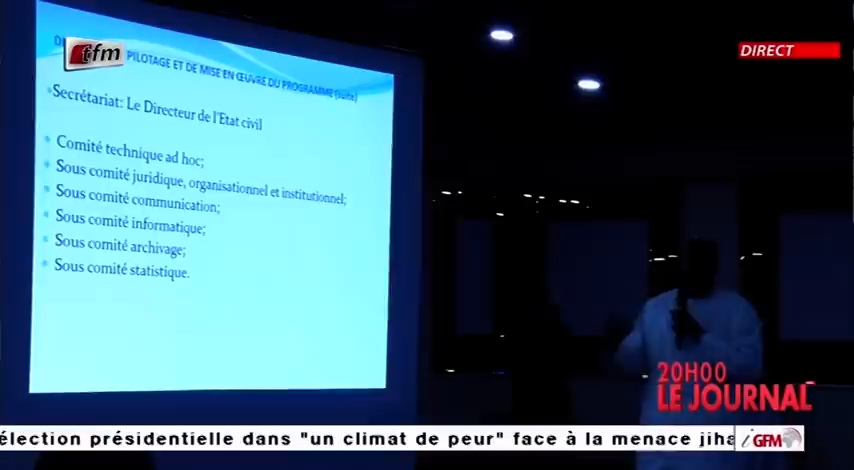 tfm
PILOTAGE ET DE MISE EN ŒUVRE DU PROGRAMME (suite)
Secrétariat: Le Directeur de l'Etat civil
Comité technique ad hoc;
Sous comité juridique, organisationnel et institutionnel;
Sous comité communication;
Sous comité informatique;
Sous comité archivage;
Sous comité statistique.
DIRECT
20H00
LE JOURNAL
élection présidentielle dans "un climat de peur" face à la menace jiha
iGFM